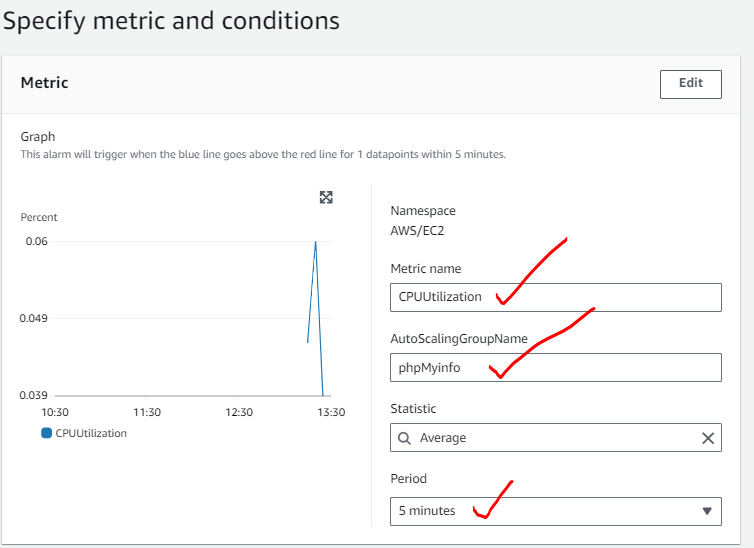 Specify metric and conditions
Metric
Edit
Graph
This alarm will trigger when the blue line goes above the red line for 1 datapoints within 5 minutes.
Percent
0.06
0.049
0.039
10:30 11:30 12:30 13:30
CPUUtilization
Namespace
AWS/EC2
Metric name
CPUUtilization
AutoScalingGroupName
phpMyinfo
Statistic
Average
Period
5 minutes